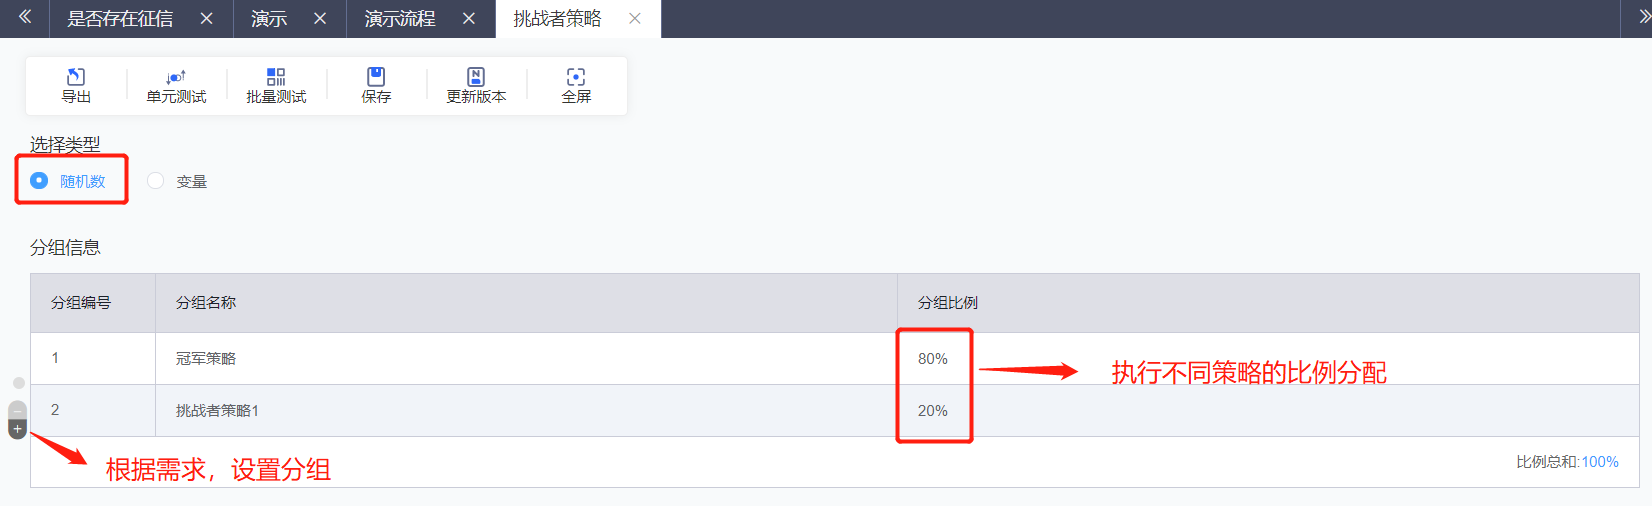 是否存在征信 演示 演示流程 挑战者策略
导出 单元测试 批量测试 保存 更新版本 全屏
选择类型
随机数 变量
分组信息
分组编号 分组名称 分组比例
1 冠军策略 80%
执行不同策略的比例分配
2 挑战者策略1 20%
比例总和:100%
根据需求，设置分组